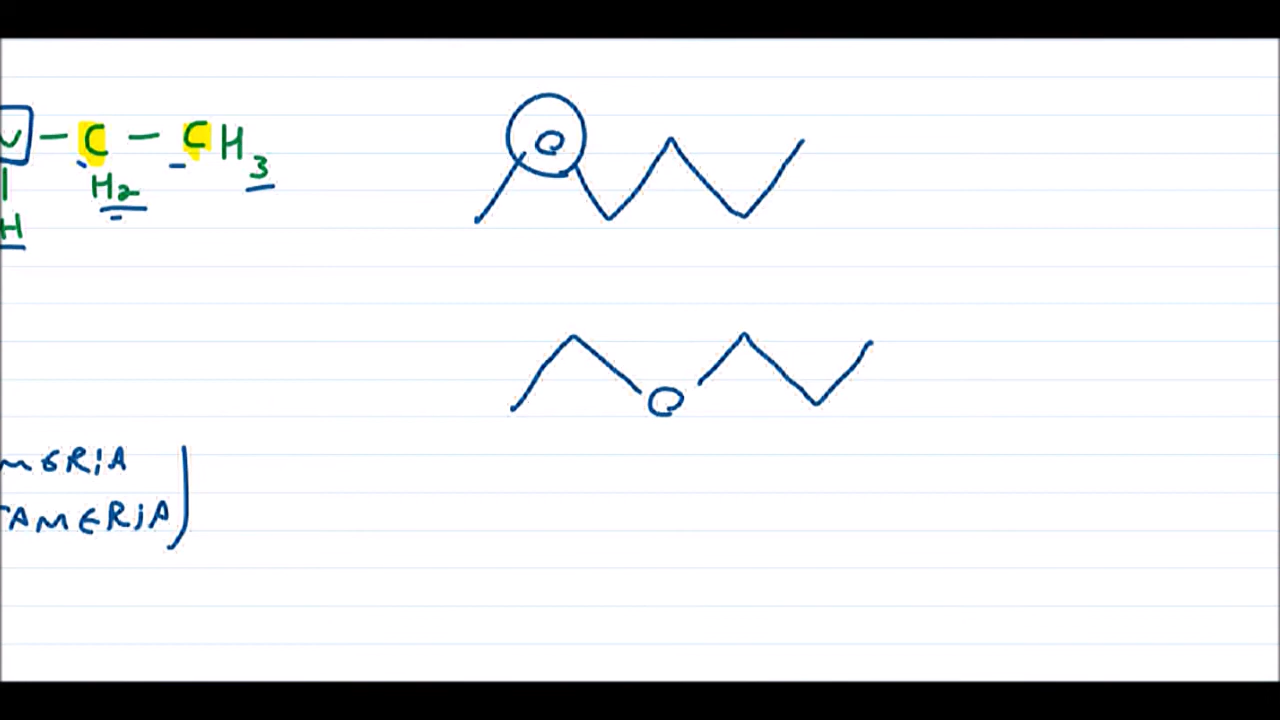 – C – CH3
H2
H
O
O
MERIA
TAMERIA)